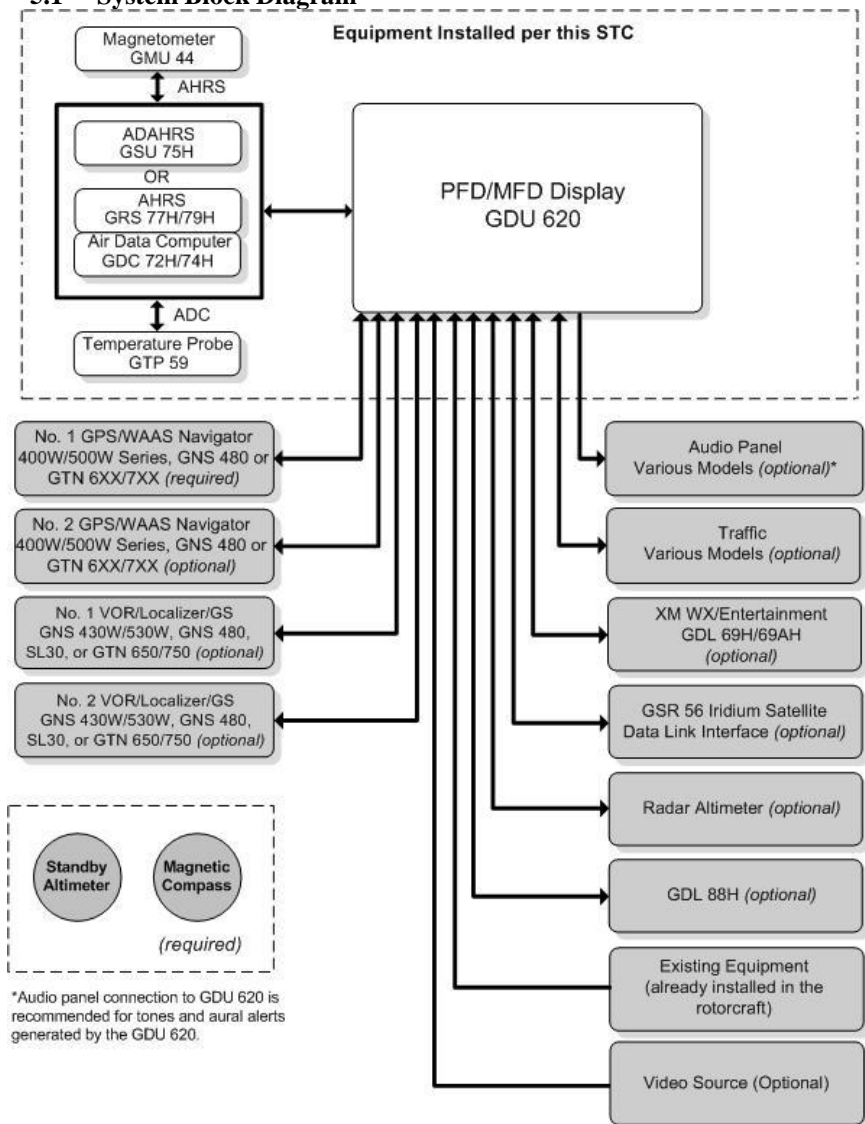 5.1 System Block Diagram
Equipment Installed per this STC
Magnetometer
GMU 44
AHRS
ADAHRS
GSU 75H
OR
AHRS
GRS 77H/79H
Air Data Computer
GDC 72H/74H
ADC
Temperature Probe
GTP 59
PFD/MFD Display
GDU 620
No. 1 GPS/WAAS Navigator
400W/500W Series, GNS 480 or
GTN 6XX/7XX (required)
No. 2 GPS/WAAS Navigator
400W/500W Series, GNS 480 or
GTN 6XX/7XX (optional)
No. 1 VOR/Localizer/GS
GNS 430W/530W, GNS 480,
SL30, or GTN 650/750 (optional)
No. 2 VOR/Localizer/GS
GNS 430W/530W, GNS 480,
SL30, or GTN 650/750 (optional)
Standby
Altimeter
Magnetic
Compass
(required)
*Audio panel connection to GDU 620 is
recommended for tones and aural alerts
generated by the GDU 620.
Audio Panel
Various Models (optional)*
Traffic
Various Models (optional)
XM WX/Entertainment
GDL 69H/69AH
(optional)
GSR 56 Iridium Satellite
Data Link Interface (optional)
Radar Altimeter (optional)
GDL 88H (optional)
Existing Equipment
(already installed in the
rotorcraft)
Video Source (Optional)